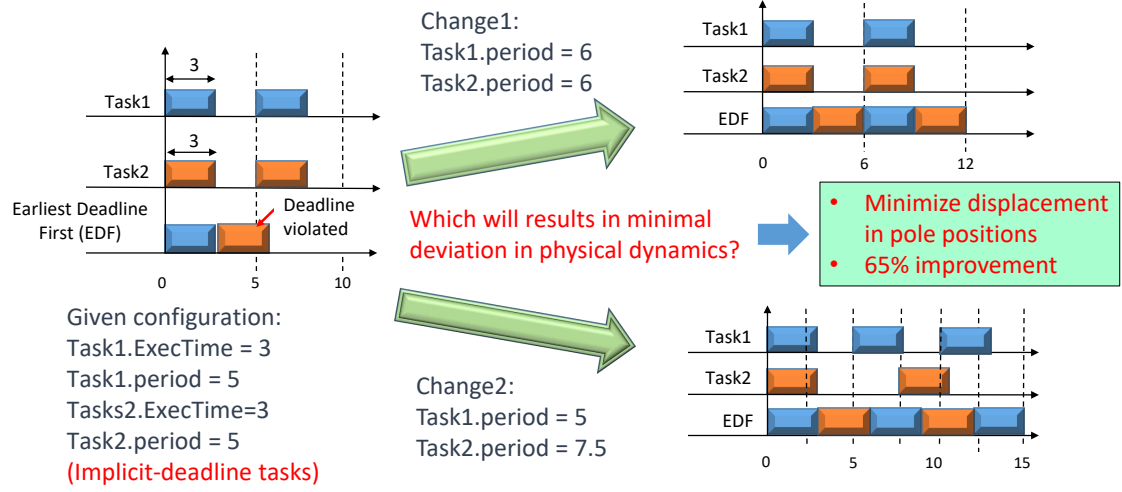 3
Task1
3
Task2
Earliest Deadline
First (EDF)
Deadline
violated
0
5
10
Given configuration:
Task1.ExecTime = 3
Task1.period = 5
Tasks2.ExecTime=3
Task2.period = 5
(Implicit-deadline tasks)
Change1:
Task1.period = 6
Task2.period = 6
Which will results in minimal
deviation in physical dynamics?
Change2:
Task1.period = 5
Task2.period = 7.5
Task1
Task2
EDF
0
6
12
• Minimize displacement
in pole positions
• 65% improvement
Task1
Task2
EDF
0
5
10
15